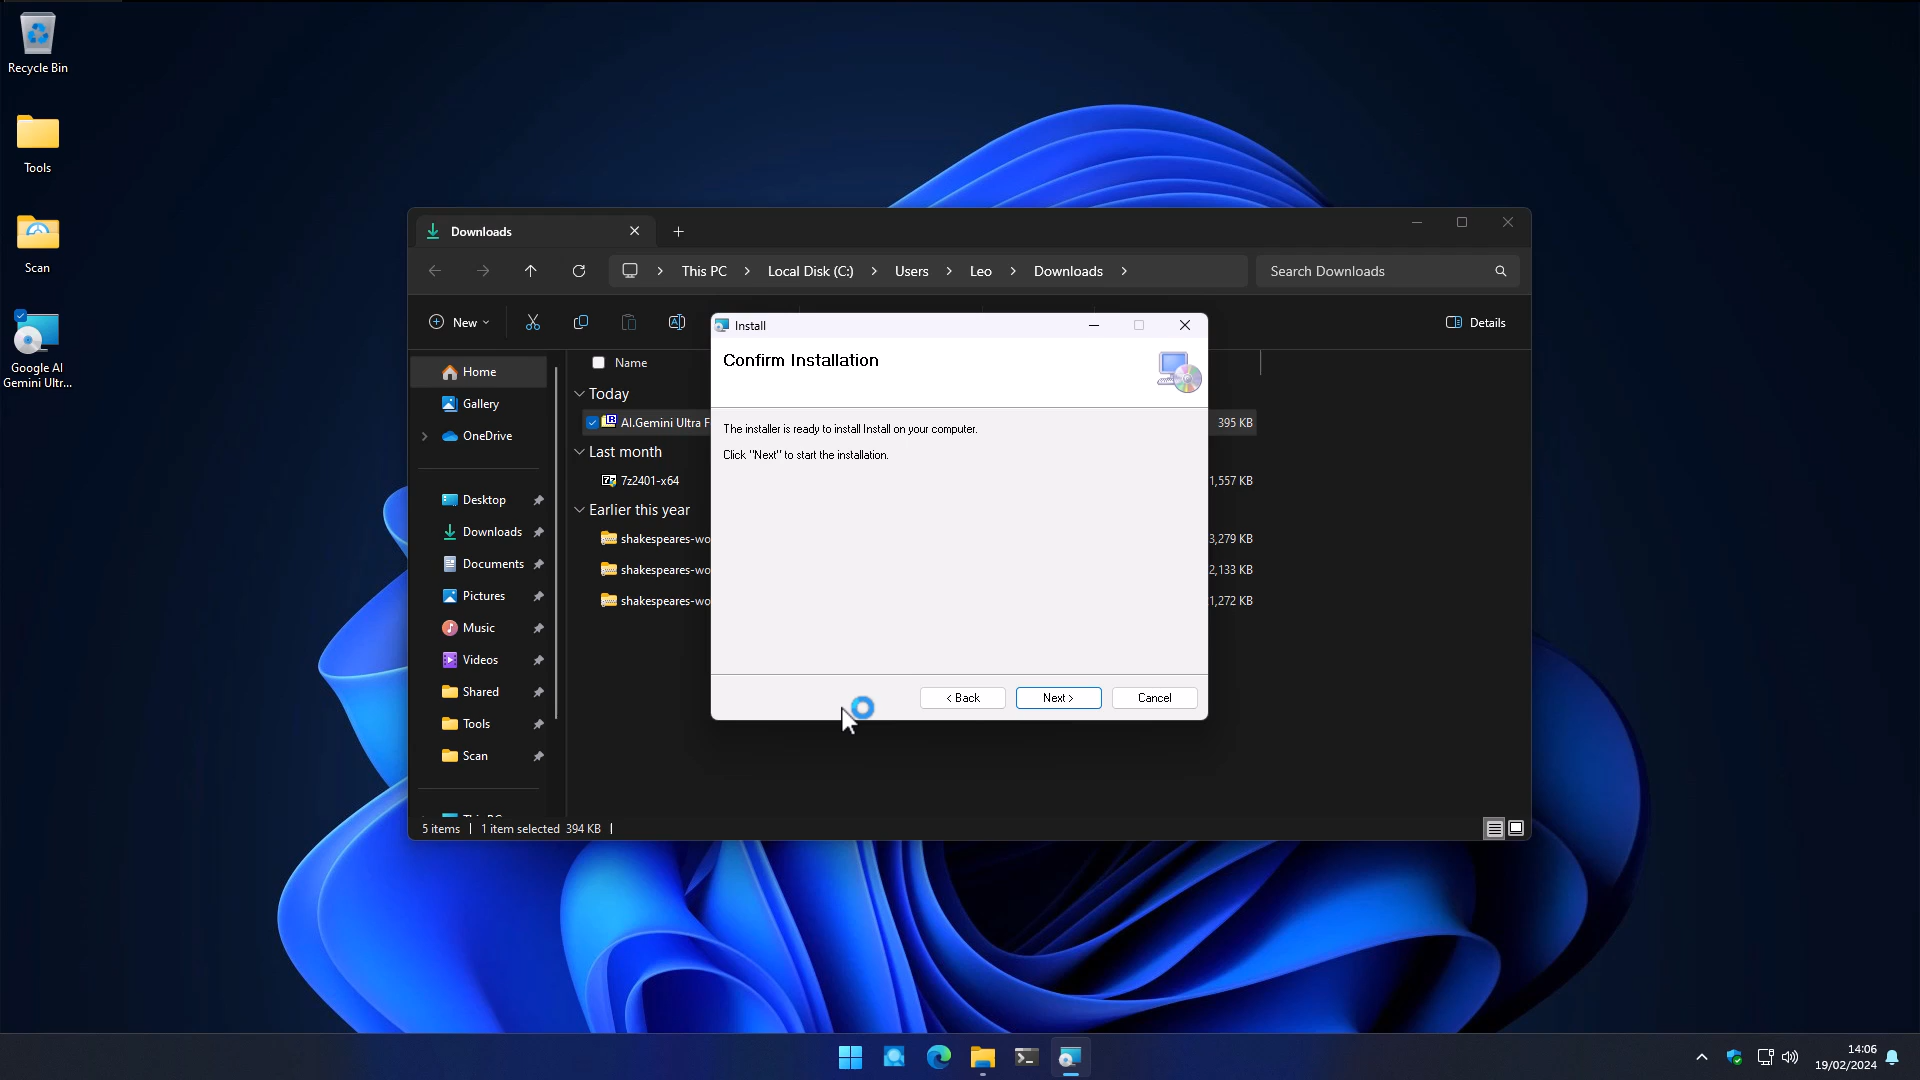 Recycle Bin
Tools
Scan
Google AI
Gemini Ultr...
Downloads
This PC
Local Disk (C:)
Users
Leo
Downloads
Search Downloads
New
Details
Home
Gallery
OneDrive
Desktop
Downloads
Documents
Pictures
Music
Videos
Shared
Tools
Scan
Name
Today
AI.Gemini Ultra F
395 KB
Last month
7z2401-x64
1,557 KB
Earlier this year
shakespeares-wo
3,279 KB
shakespeares-wo
2,133 KB
shakespeares-wo
1,272 KB
5 items
1 item selected 394 KB
Install
Confirm Installation
The installer is ready to install Install on your computer.
Click "Next" to start the installation.
< Back
Next >
Cancel
14:06
19/02/2024